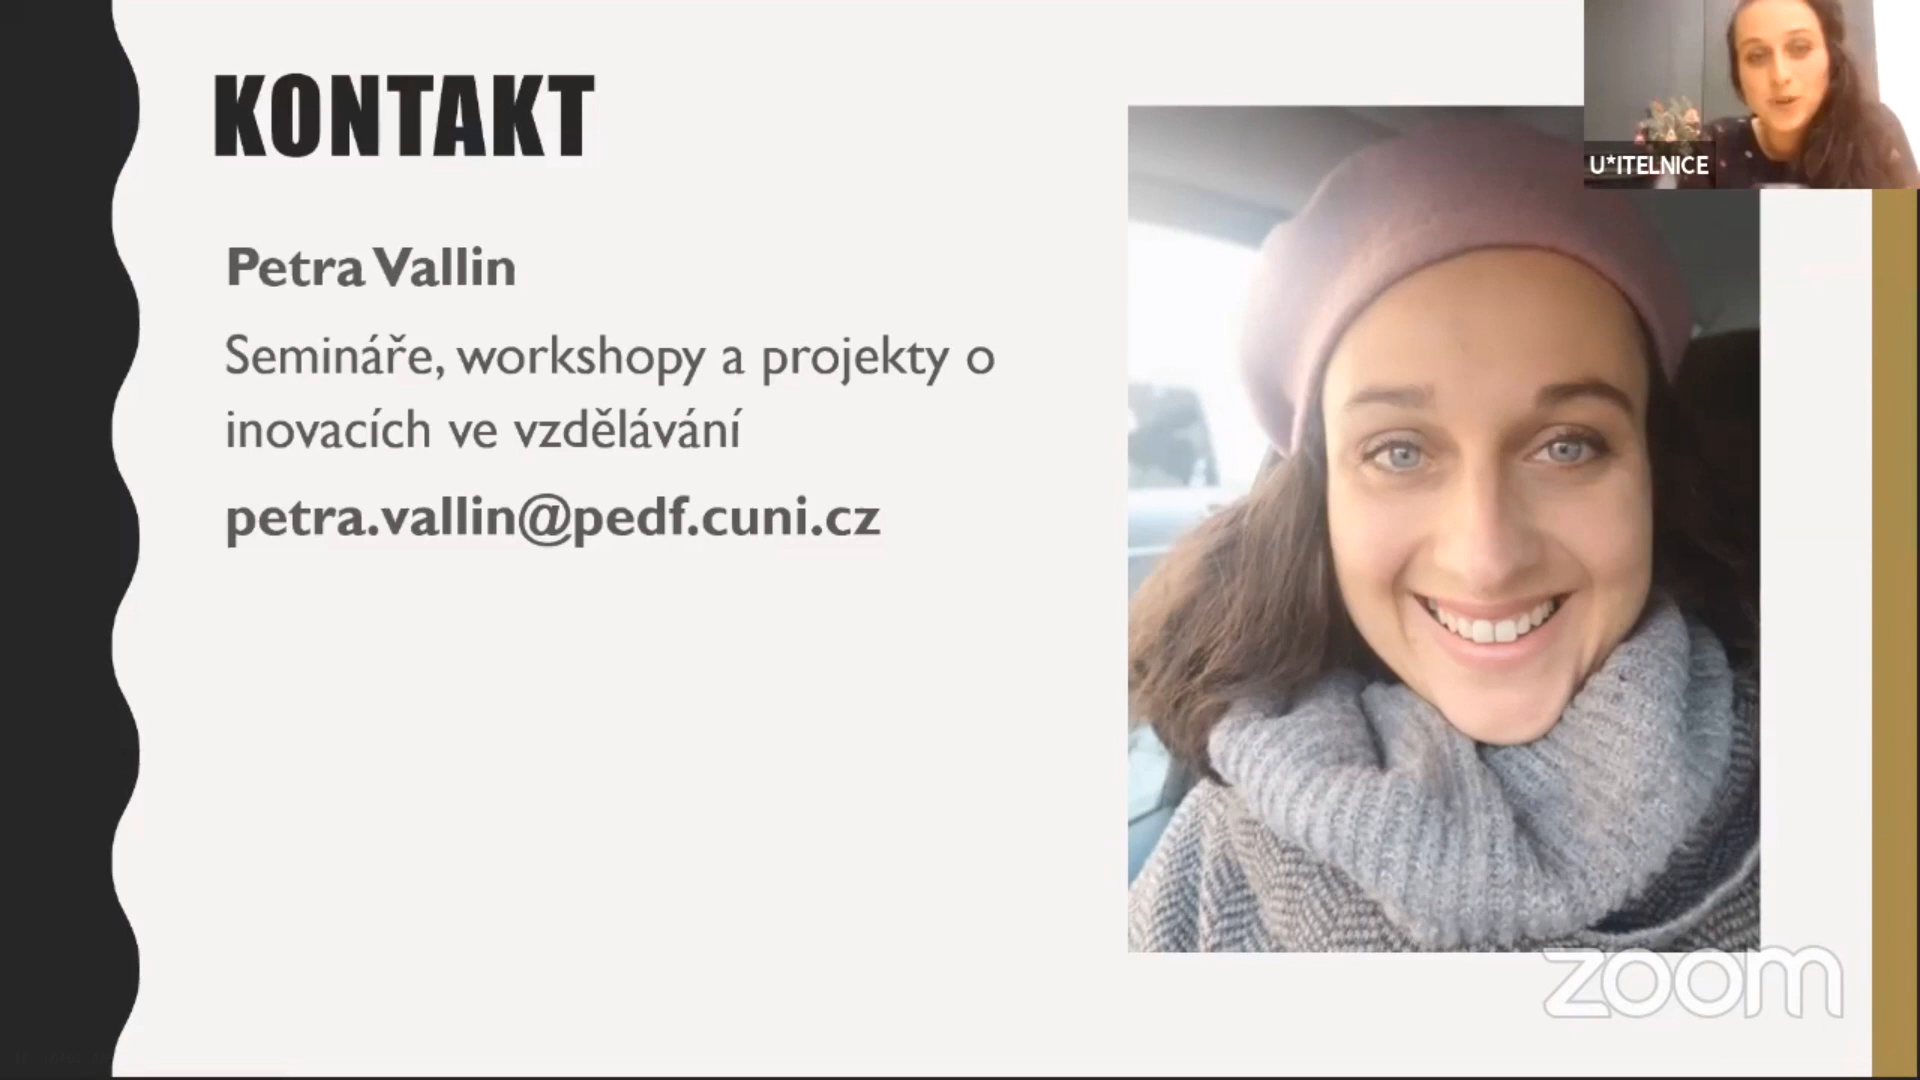 KONTAKT
U*ITELNICE
Petra Vallin
Semináře, workshopy a projekty o
inovacích ve vzdělávání
petra.vallin@pedf.cuni.cz
zoom